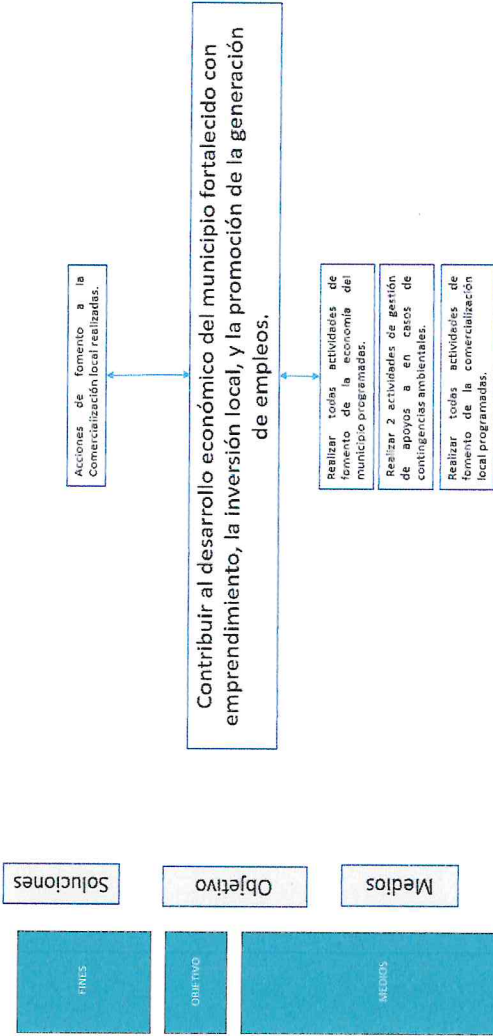 FINES
Soluciones
Acciones de fomento a la
Comercialización local realizadas.
OBJETIVO
Objetivo
Contribuir al desarrollo económico del municipio fortalecido con
emprendimiento, la inversión local, y la promoción de la generación
de empleos.
MEDIOS
Medios
Realizar todas actividades de
fomento de la economía del
municipio programadas.
Realizar 2 actividades de gestión
de apoyos a en casos de
contingencias ambientales.
Realizar todas actividades de
fomento de la comercialización
local programadas.